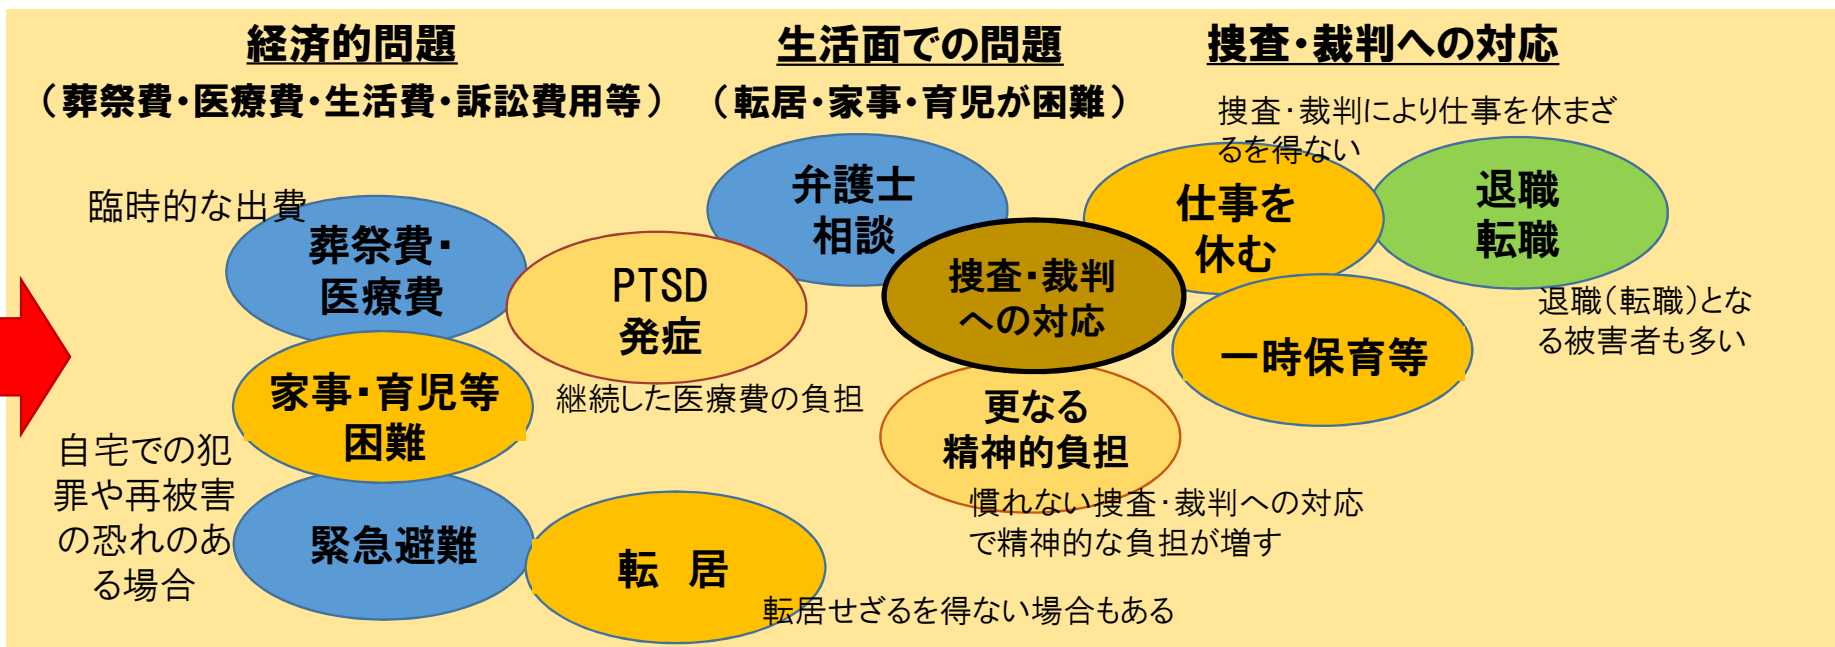 経済的問題
(葬祭費・医療費・生活費・訴訟費用等)
生活面での問題
(転居・家事・育児が困難)
捜査・裁判への対応
捜査・裁判により仕事を休まざ
るを得ない
臨時的な出費
葬祭費・
医療費
PTSD
発症
継続した医療費の負担
弁護士
相談
捜査・裁判
への対応
仕事を
休む
退職
転職
退職(転職)とな
る被害者も多い
一時保育等
家事・育児等
困難
更なる
精神的負担
慣れない捜査・裁判への対応
で精神的な負担が増す
自宅での犯
罪や再被害
の恐れのあ
る場合
緊急避難
転 居
転居せざるを得ない場合もある